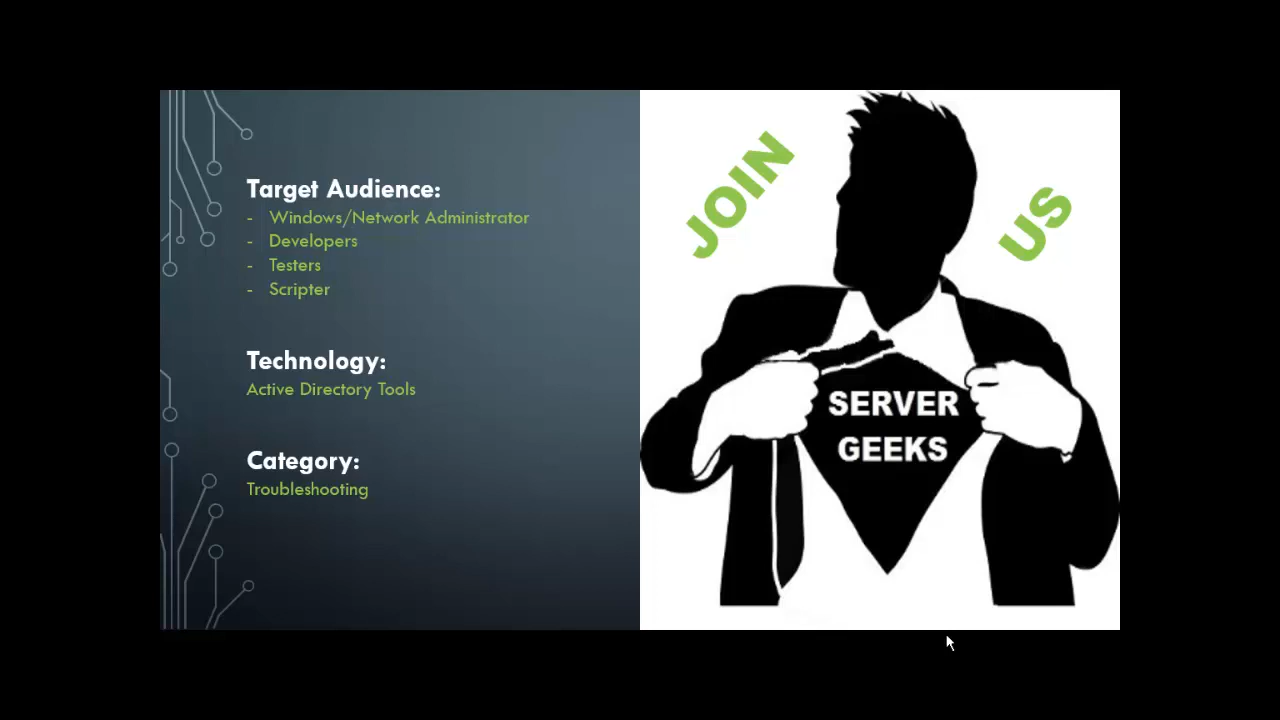 Target Audience:
- Windows/Network Administrator
- Developers
- Testers
- Scripter
Technology:
Active Directory Tools
Category:
Troubleshooting
JOIN
US
SERVER
GEEKS